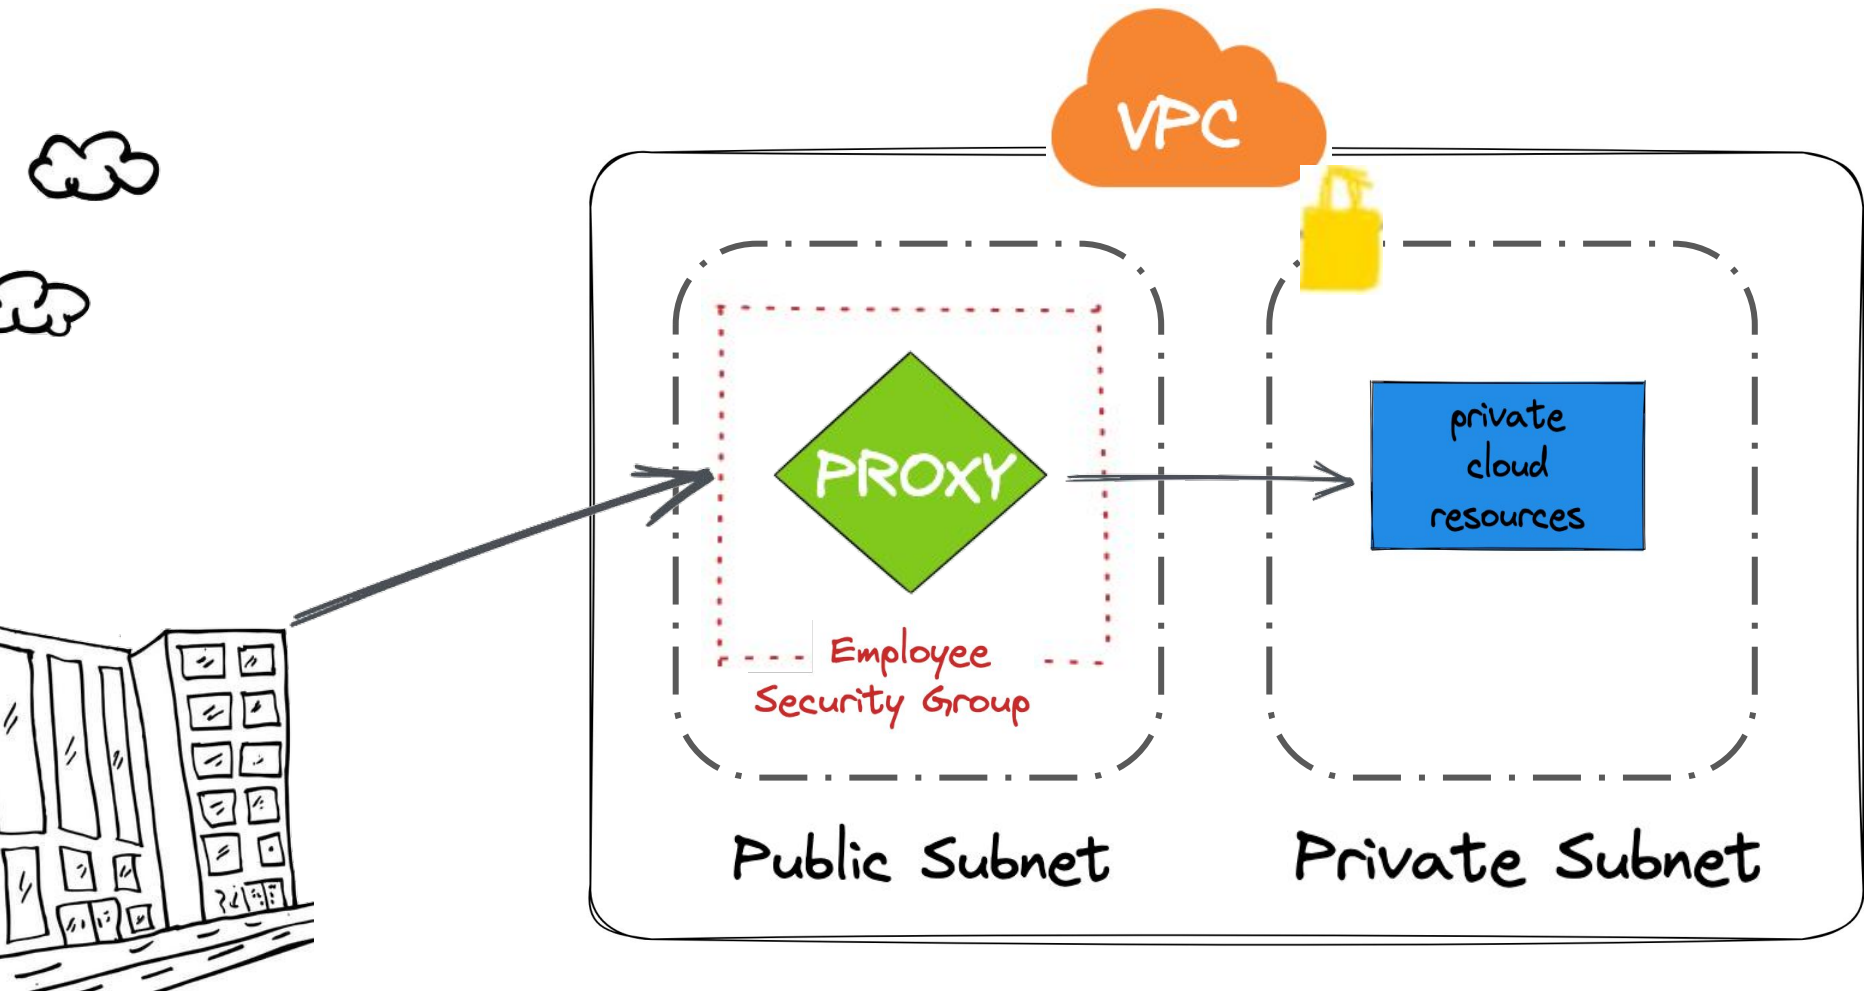 VPC
PROXY
private
cloud
resources
Employee
Security Group
Public Subnet
Private Subnet